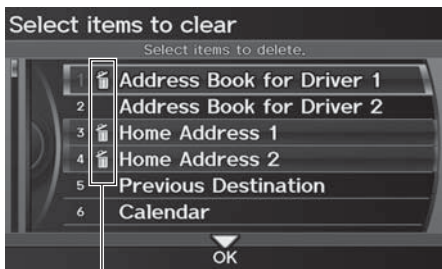 Select items to clear
Select items to delete.
1 Address Book for Driver 1
2 Address Book for Driver 2
3 Home Address 1
4 Home Address 2
5 Previous Destination
6 Calendar
OK